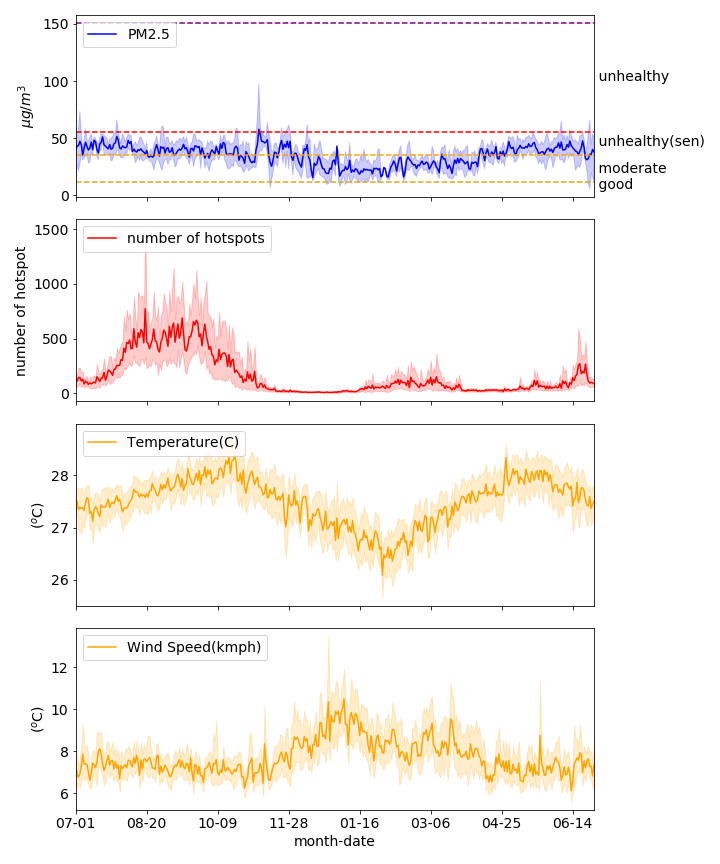 150
PM2.5
100
unhealthy
μg/m³
50
unhealthy(sen)
moderate
0
good
1500
number of hotspots
1000
number of hotspot
500
0
Temperature(C)
28
(°C)
27
26
Wind Speed(kmph)
12
10
(°C)
8
6
07-01 08-20 10-09 11-28 01-16 03-06 04-25 06-14
month-date